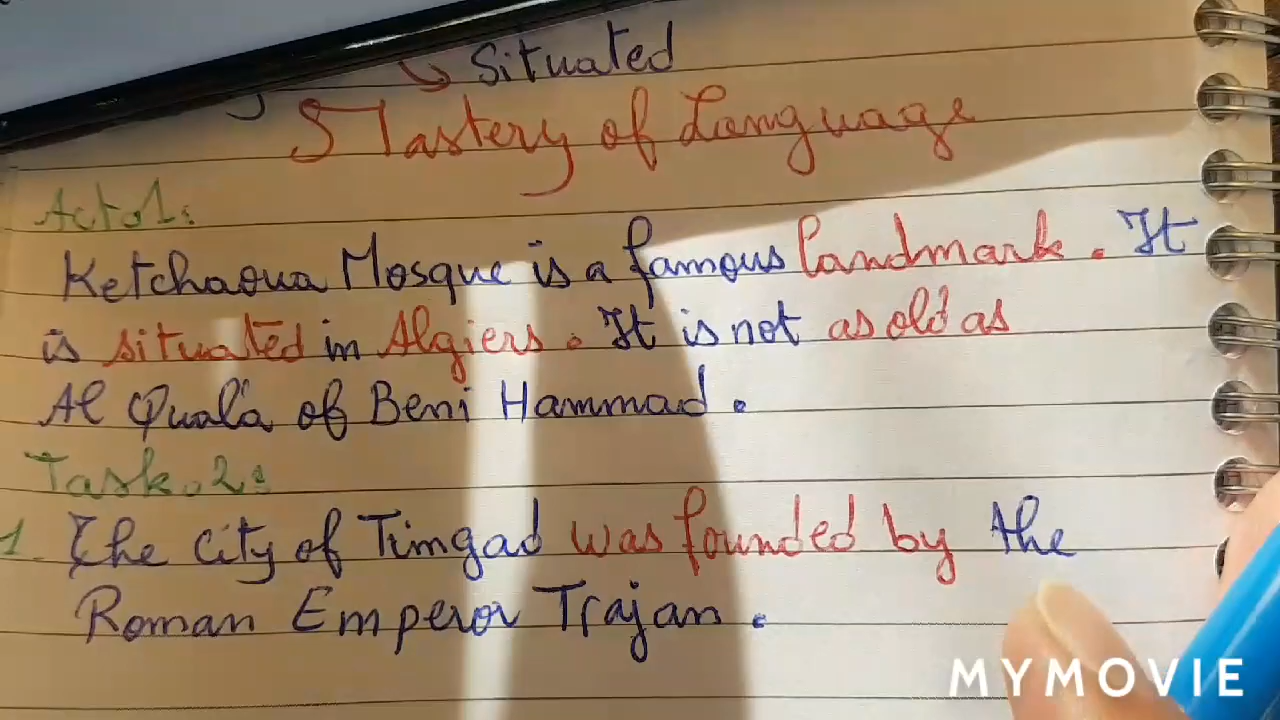 Situated
Mastery of Language
Act 1:
Ketchaoua Mosque is a famous landmark. It
is situated in Algiers. It is not as old as
Al Quala of Beni Hammad.
Task.2:
1. The city of Timgad was founded by the
Roman Emperor Trajan.
MYMOVIE